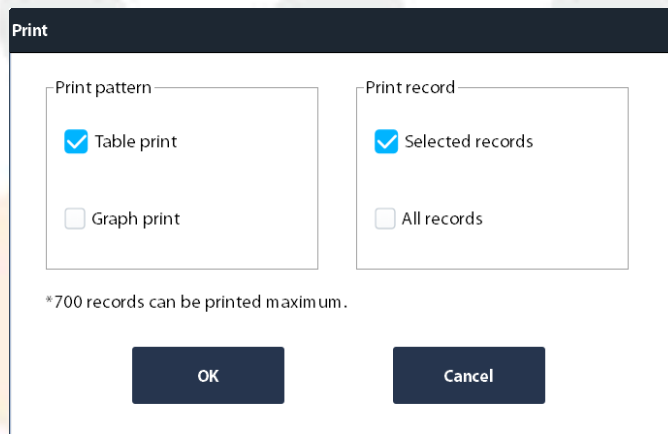 Print
Print pattern
Table print
Graph print
Print record
Selected records
All records
*700 records can be printed maximum.
OK
Cancel